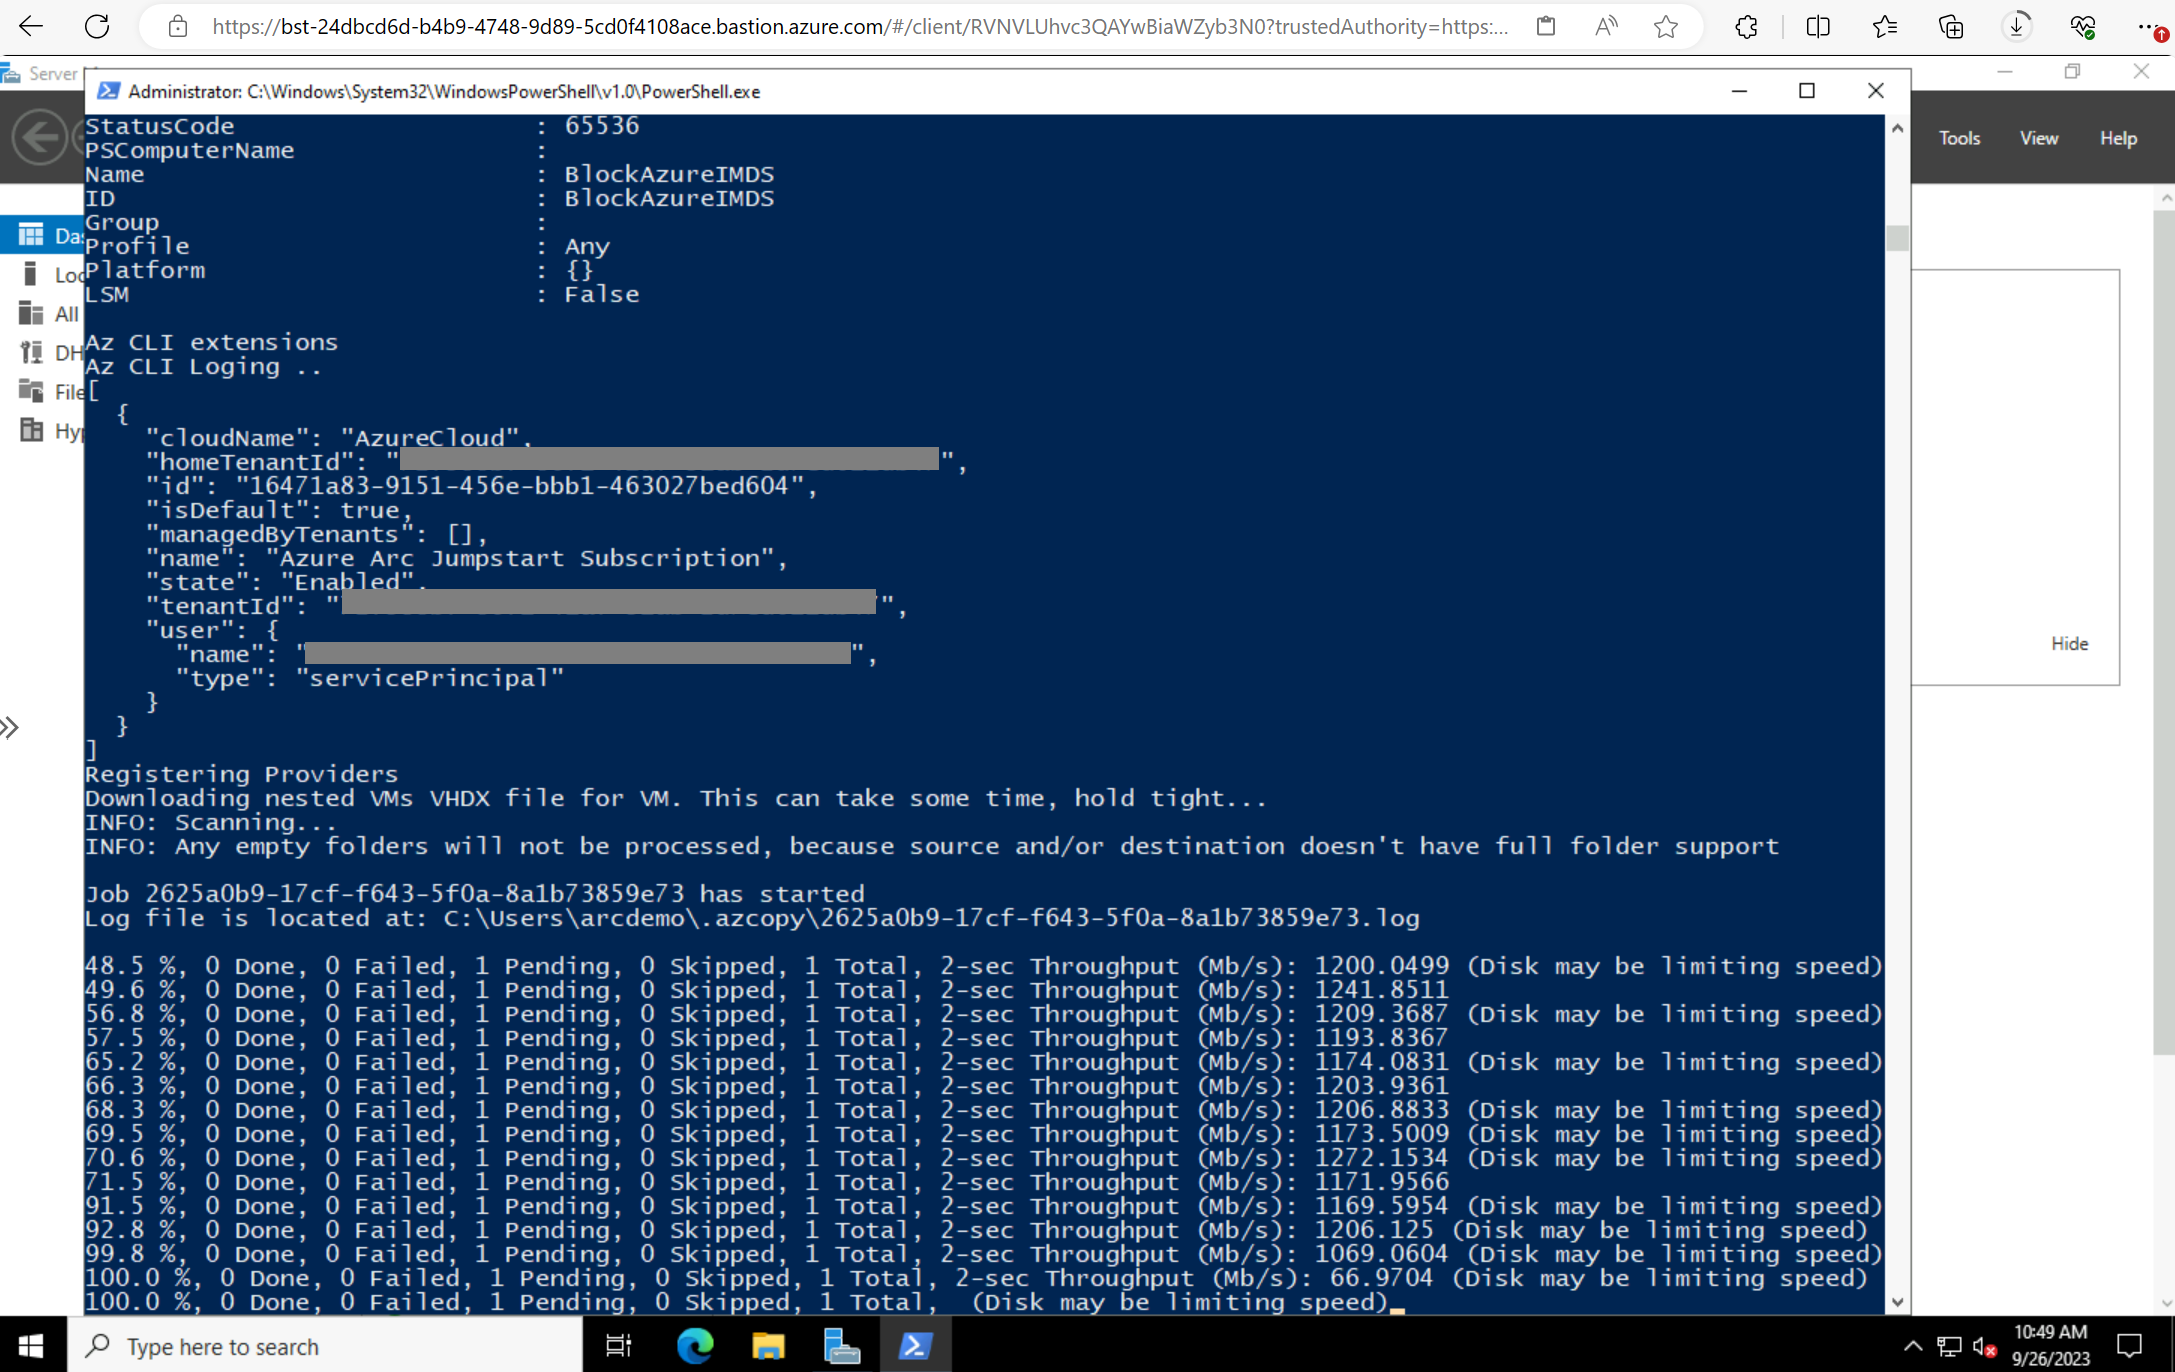 https://bst-24dbcd6d-b4b9-4748-9d89-5cd0f4108ace.bastion.azure.com/#/client/RVNVLUhvc3QAYwBiaWZyb3N0?trustedAuthority=https:...
Server
Administrator: C:\Windows\System32\WindowsPowerShell\v1.0\PowerShell.exe
Tools View Help
Das
Loc
All
DH
File
Hyp
StatusCode : 65536
PSComputerName :
Name : BlockAzureIMDS
ID : BlockAzureIMDS
Group :
Profile : Any
Platform : {}
LSM : False
Az CLI extensions
Az CLI Loging ..
[
{
"cloudName": "AzureCloud",
"homeTenantId": "",
"id": "16471a83-9151-456e-bbb1-463027bed604",
"isDefault": true,
"managedByTenants": [],
"name": "Azure Arc Jumpstart Subscription",
"state": "Enabled",
"tenantId": "",
"user": {
"name": "",
"type": "servicePrincipal"
}
}
]
Registering Providers
Downloading nested VMs VHDX file for VM. This can take some time, hold tight...
INFO: Scanning...
INFO: Any empty folders will not be processed, because source and/or destination doesn't have full folder support
Job 2625a0b9-17cf-f643-5f0a-8a1b73859e73 has started
Log file is located at: C:\Users\arcdemo\.azcopy\2625a0b9-17cf-f643-5f0a-8a1b73859e73.log
48.5 %, 0 Done, 0 Failed, 1 Pending, 0 Skipped, 1 Total, 2-sec Throughput (Mb/s): 1200.0499 (Disk may be limiting speed)
49.6 %, 0 Done, 0 Failed, 1 Pending, 0 Skipped, 1 Total, 2-sec Throughput (Mb/s): 1241.8511
56.8 %, 0 Done, 0 Failed, 1 Pending, 0 Skipped, 1 Total, 2-sec Throughput (Mb/s): 1209.3687 (Disk may be limiting speed)
57.5 %, 0 Done, 0 Failed, 1 Pending, 0 Skipped, 1 Total, 2-sec Throughput (Mb/s): 1193.8367
65.2 %, 0 Done, 0 Failed, 1 Pending, 0 Skipped, 1 Total, 2-sec Throughput (Mb/s): 1174.0831 (Disk may be limiting speed)
66.3 %, 0 Done, 0 Failed, 1 Pending, 0 Skipped, 1 Total, 2-sec Throughput (Mb/s): 1203.9361
68.3 %, 0 Done, 0 Failed, 1 Pending, 0 Skipped, 1 Total, 2-sec Throughput (Mb/s): 1206.8833 (Disk may be limiting speed)
69.5 %, 0 Done, 0 Failed, 1 Pending, 0 Skipped, 1 Total, 2-sec Throughput (Mb/s): 1173.5009 (Disk may be limiting speed)
70.6 %, 0 Done, 0 Failed, 1 Pending, 0 Skipped, 1 Total, 2-sec Throughput (Mb/s): 1272.1534 (Disk may be limiting speed)
71.5 %, 0 Done, 0 Failed, 1 Pending, 0 Skipped, 1 Total, 2-sec Throughput (Mb/s): 1171.9566
91.5 %, 0 Done, 0 Failed, 1 Pending, 0 Skipped, 1 Total, 2-sec Throughput (Mb/s): 1169.5954 (Disk may be limiting speed)
92.8 %, 0 Done, 0 Failed, 1 Pending, 0 Skipped, 1 Total, 2-sec Throughput (Mb/s): 1206.125 (Disk may be limiting speed)
99.8 %, 0 Done, 0 Failed, 1 Pending, 0 Skipped, 1 Total, 2-sec Throughput (Mb/s): 1069.0604 (Disk may be limiting speed)
100.0 %, 0 Done, 0 Failed, 1 Pending, 0 Skipped, 1 Total, 2-sec Throughput (Mb/s): 66.9704 (Disk may be limiting speed)
100.0 %, 0 Done, 0 Failed, 1 Pending, 0 Skipped, 1 Total, (Disk may be limiting speed)
Hide
Type here to search
10:49 AM
9/26/2023